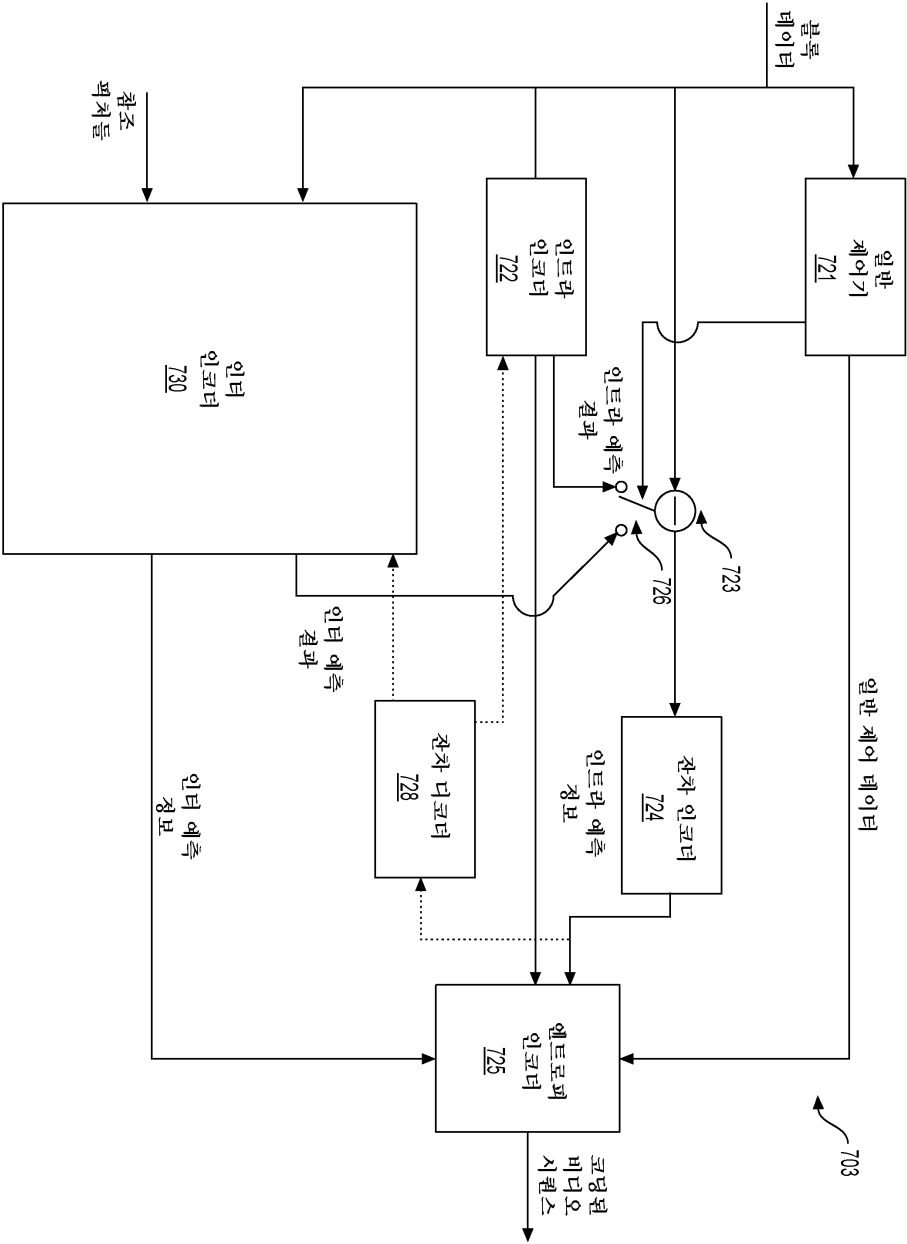 블록
데이터
일반
제어기
721
일반 제어 데이터
703
723
726
인트라 예측
결과
잔차 인코더
724
인트라
인코더
722
인트라 예측
정보
엔트로피
인코더
725
코딩된
비디오
시퀀스
잔차 디코더
728
인터 예측
결과
참조
픽처들
인터
인코더
730
인터 예측
정보